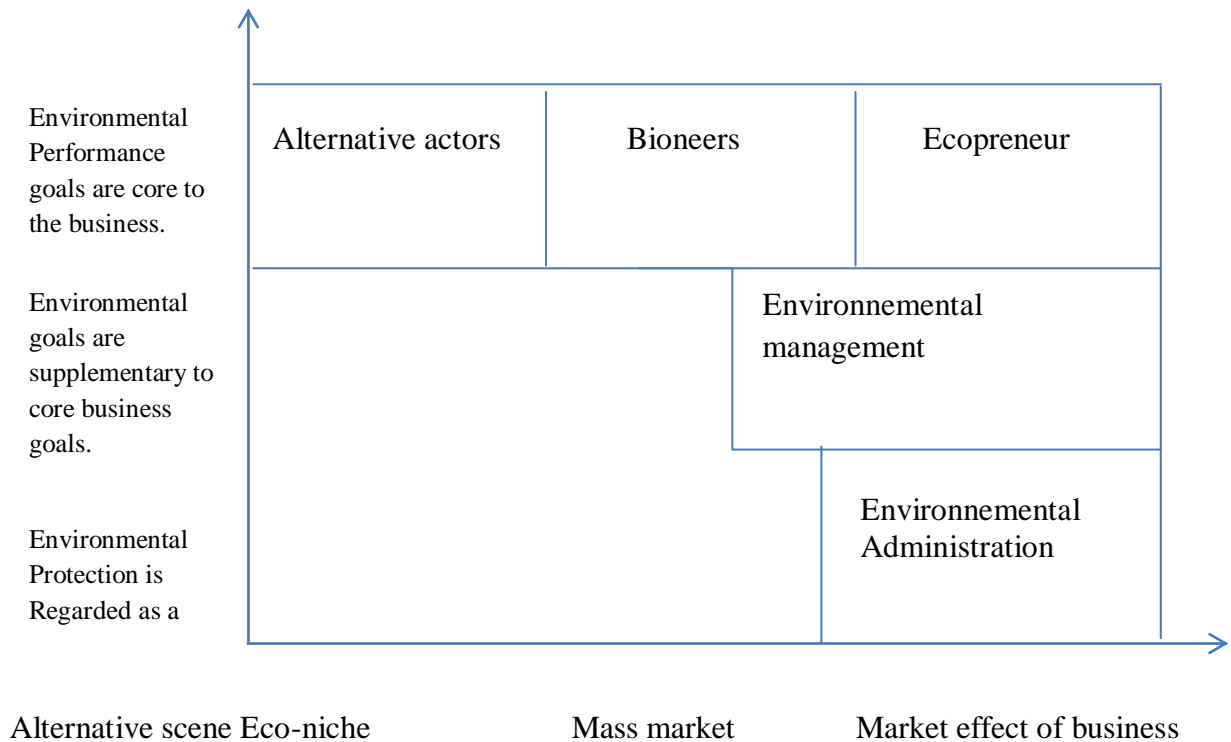 Environmental
Performance
goals are core to
the business.
Alternative actors
Bioneers
Ecopreneur
Environmental
goals are
supplementary to
core business
goals.
Environnemental
management
Environmental
Protection is
Regarded as a
Environnemental
Administration
Alternative scene Eco-niche
Mass market
Market effect of business